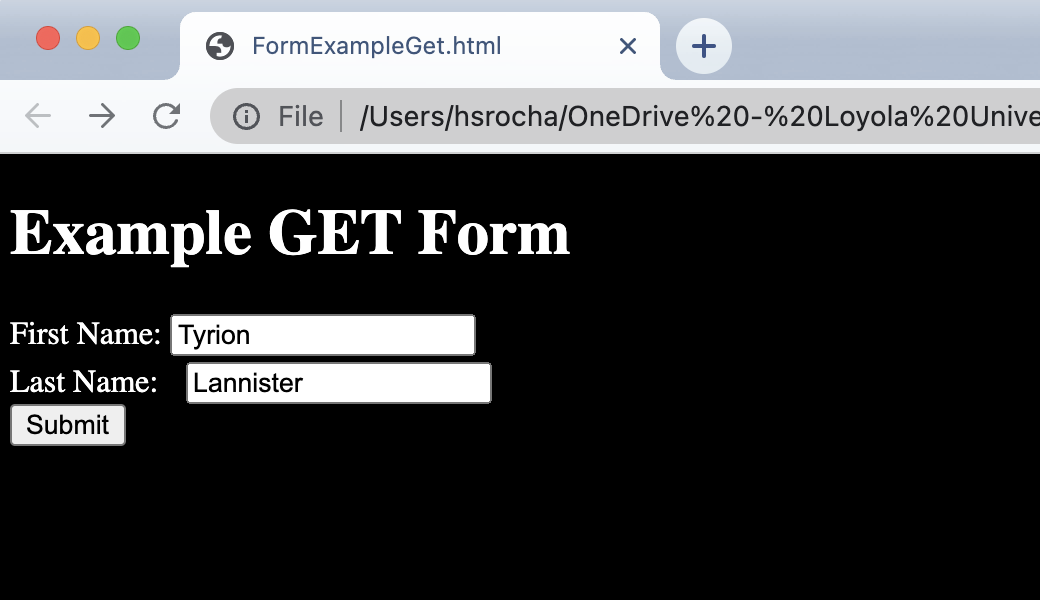 FormExampleGet.html
File /Users/hsrocha/OneDrive%20-%20Loyola%20Unive
Example GET Form
First Name: Tyrion
Last Name: Lannister
Submit